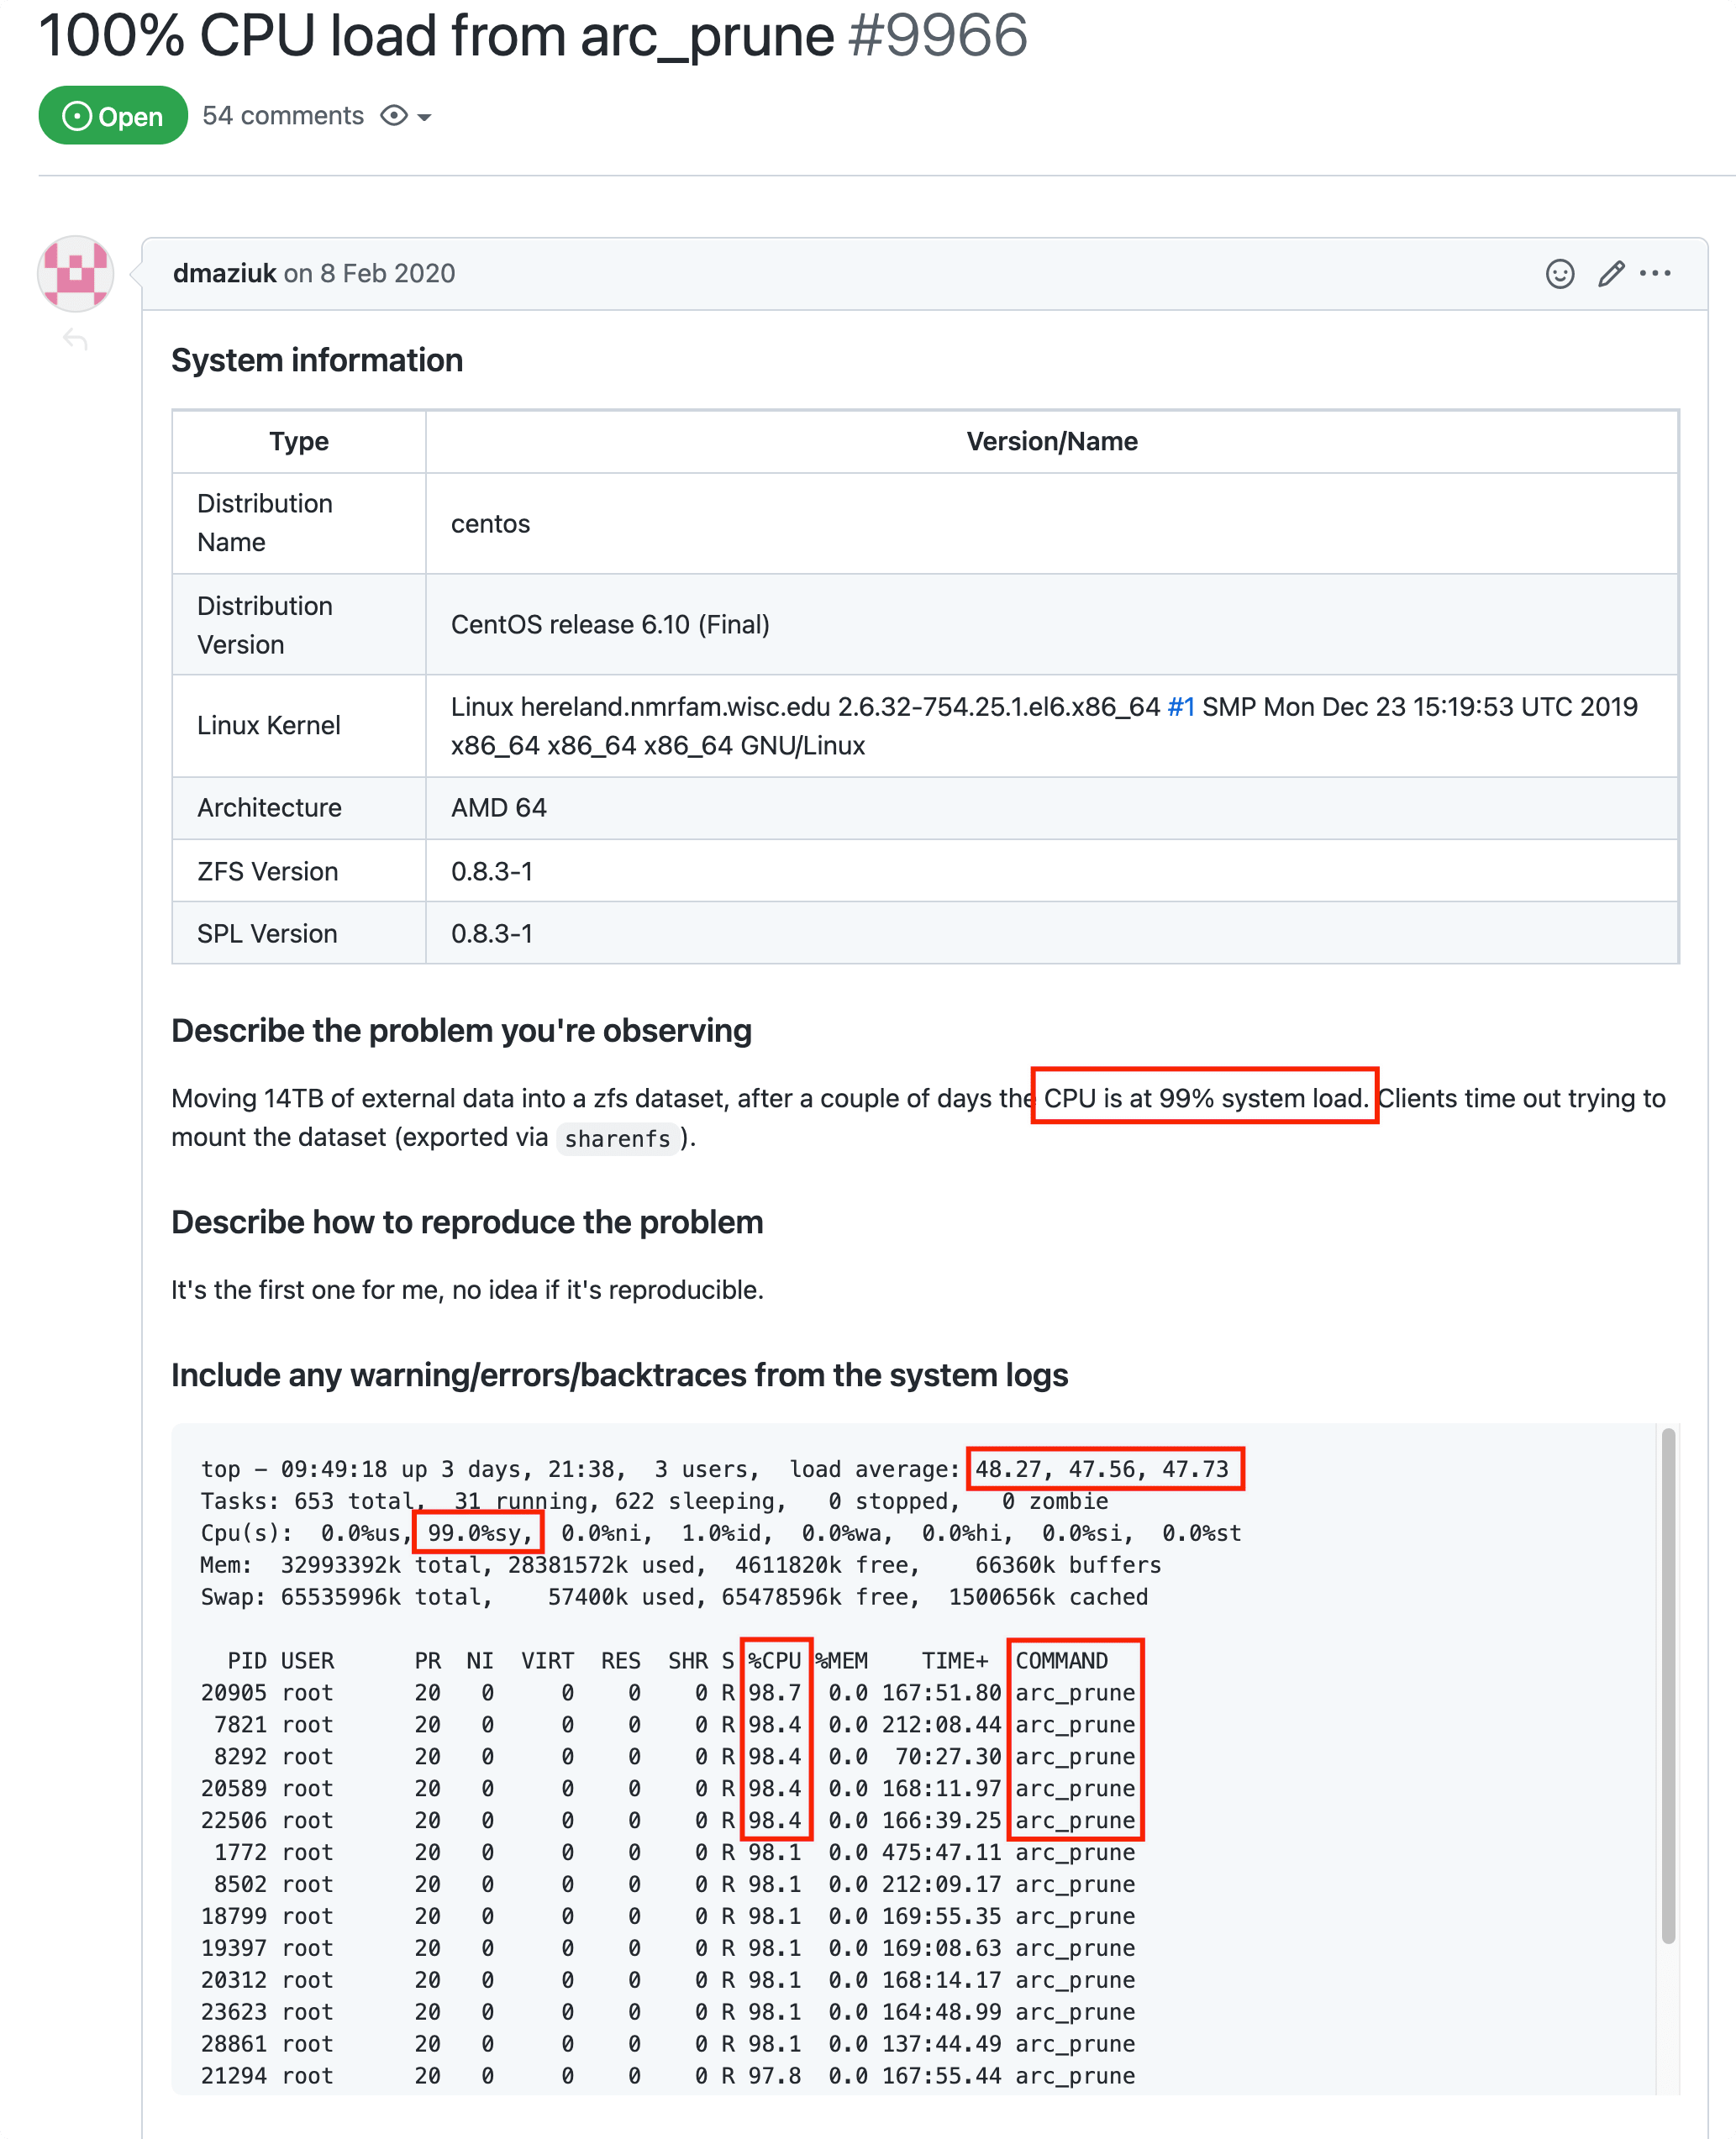 100% CPU load from arc_prune #9966
Open 54 comments
dmaziuk on 8 Feb 2020
System information
Type Version/Name
Distribution
Name
centos
Distribution
Version
CentOS release 6.10 (Final)
Linux Kernel
Linux hereland.nmrfam.wisc.edu 2.6.32-754.25.1.el6.x86_64 #1 SMP Mon Dec 23 15:19:53 UTC 2019
x86_64 x86_64 x86_64 GNU/Linux
Architecture AMD 64
ZFS Version 0.8.3-1
SPL Version 0.8.3-1
Describe the problem you're observing
Moving 14TB of external data into a zfs dataset, after a couple of days the CPU is at 99% system load. Clients time out trying to
mount the dataset (exported via sharenfs ).
Describe how to reproduce the problem
It's the first one for me, no idea if it's reproducible.
Include any warning/errors/backtraces from the system logs
top – 09:49:18 up 3 days, 21:38,  3 users,  load average: 48.27, 47.56, 47.73
Tasks: 653 total,  31 running, 622 sleeping,   0 stopped,   0 zombie
Cpu(s):  0.0%us, 99.0%sy,  0.0%ni,  1.0%id,  0.0%wa,  0.0%hi,  0.0%si,  0.0%st
Mem:  32993392k total, 28381572k used,  4611820k free,    66360k buffers
Swap: 65535996k total,    57400k used, 65478596k free,  1500656k cached
PID USER      PR  NI  VIRT  RES  SHR S %CPU %MEM    TIME+  COMMAND
20905 root      20   0     0    0    0 R 98.7  0.0 167:51.80 arc_prune
7821 root      20   0     0    0    0 R 98.4  0.0 212:08.44 arc_prune
8292 root      20   0     0    0    0 R 98.4  0.0  70:27.30 arc_prune
20589 root      20   0     0    0    0 R 98.4  0.0 168:11.97 arc_prune
22506 root      20   0     0    0    0 R 98.4  0.0 166:39.25 arc_prune
1772 root      20   0     0    0    0 R 98.1  0.0 475:47.11 arc_prune
8502 root      20   0     0    0    0 R 98.1  0.0 212:09.17 arc_prune
18799 root      20   0     0    0    0 R 98.1  0.0 169:55.35 arc_prune
19397 root      20   0     0    0    0 R 98.1  0.0 169:08.63 arc_prune
20312 root      20   0     0    0    0 R 98.1  0.0 168:14.17 arc_prune
23623 root      20   0     0    0    0 R 98.1  0.0 164:48.99 arc_prune
28861 root      20   0     0    0    0 R 98.1  0.0 137:44.49 arc_prune
21294 root      20   0     0    0    0 R 97.8  0.0 167:55.44 arc_prune